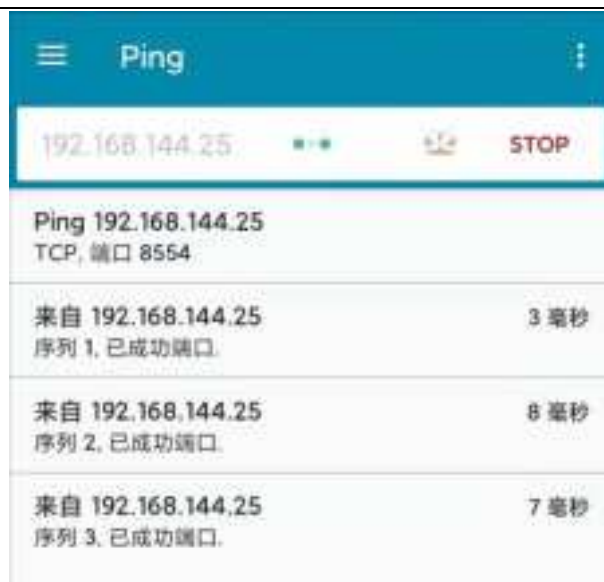 Ping
192.168.144.25
STOP
Ping 192.168.144.25
TCP, 端口 8554
来自 192.168.144.25
3 毫秒
序列 1, 已成功端口.
来自 192.168.144.25
8 毫秒
序列 2, 已成功端口.
来自 192.168.144.25
7 毫秒
序列 3, 已成功端口.